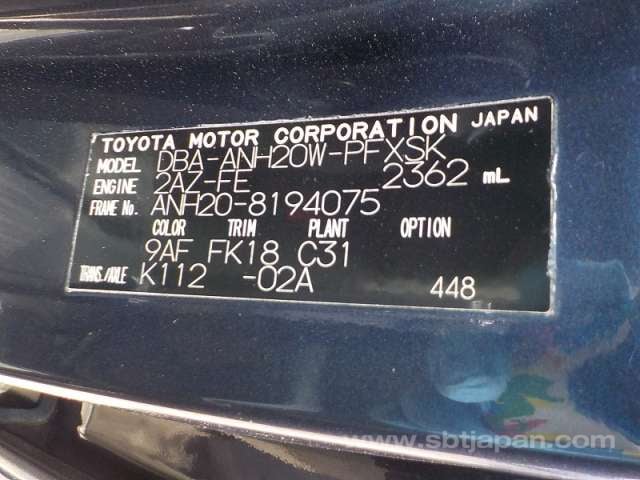 TOYOTA MOTOR CORPORATION JAPAN
MODEL DBA-ANH20W-PFXSK
ENGINE 2AZ-FE 2362 mL
FRAME No. ANH20-8194075
COLOR TRIM PLANT OPTION
9AF FK18 C31
TRANS./AXLE K112 -02A 448
www.sbtjapan.com